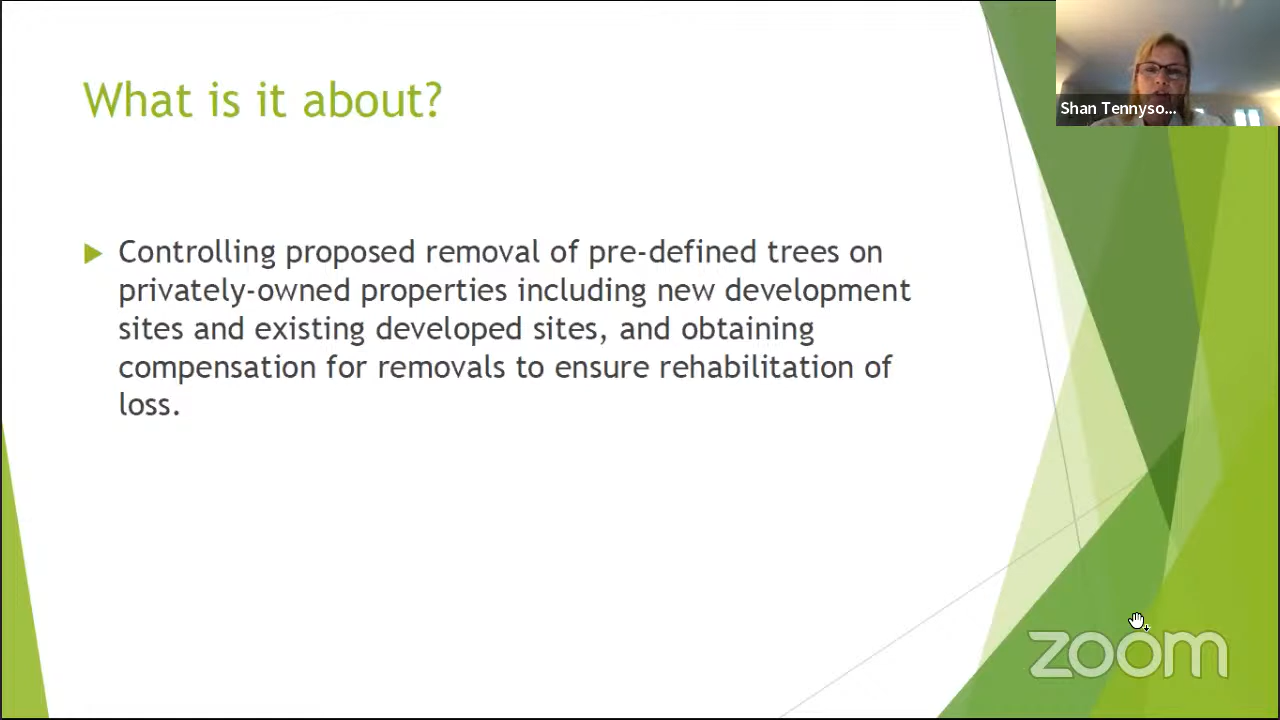 What is it about?
Shan Tennyso...
Controlling proposed removal of pre-defined trees on
privately-owned properties including new development
sites and existing developed sites, and obtaining
compensation for removals to ensure rehabilitation of
loss.
zoom